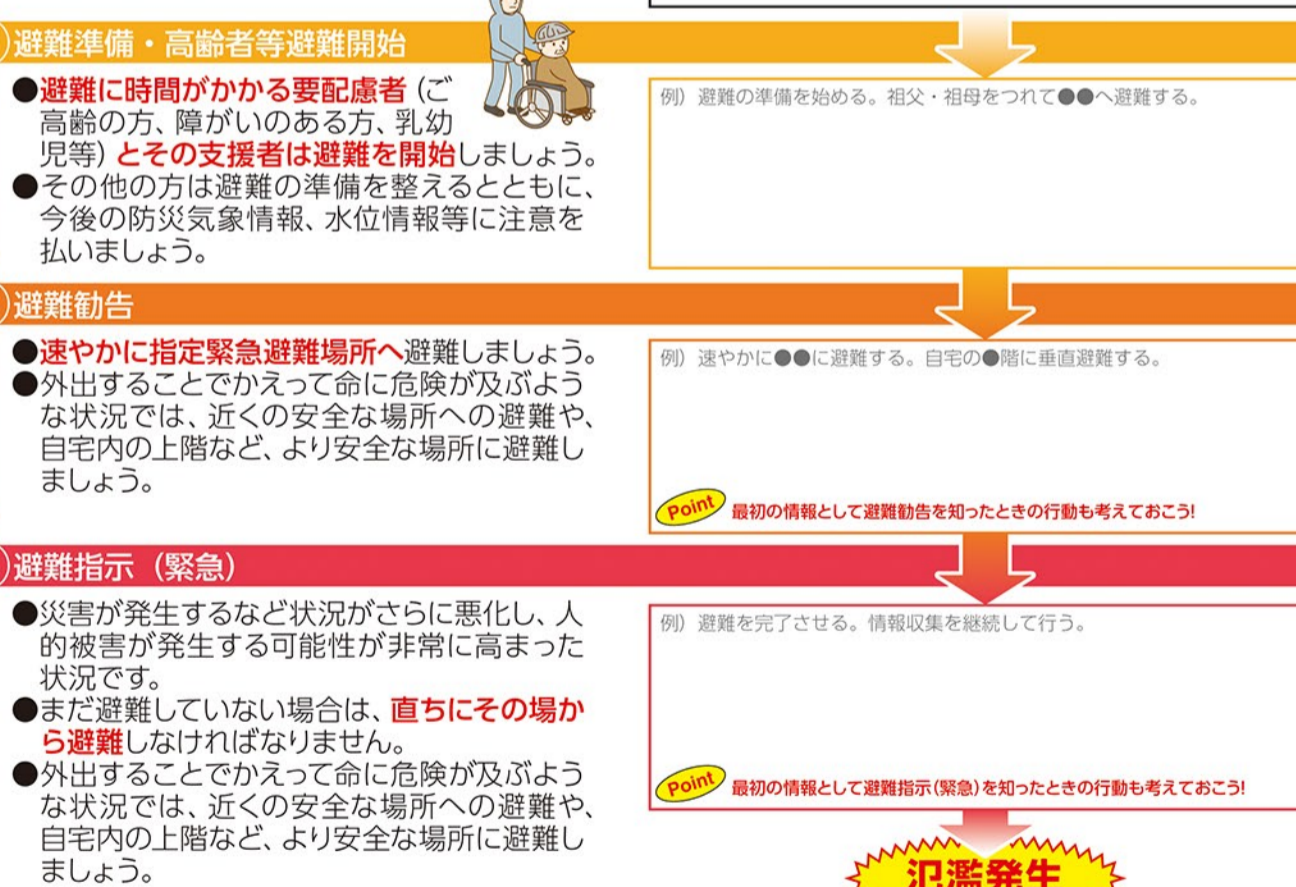 避難準備・高齢者等避難開始
●避難に時間がかかる要配慮者（ご
高齢の方、障がいのある方、乳幼
児等）とその支援者は避難を開始しましょう。
●その他の方は避難の準備を整えるとともに、
今後の防災気象情報、水位情報等に注意を
払いましょう。
例）避難の準備を始める。祖父・祖母をつれて●●へ避難する。
避難勧告
●速やかに指定緊急避難場所へ避難しましょう。
●外出することでかえって命に危険が及ぶよう
な状況では、近くの安全な場所への避難や、
自宅内の上階など、より安全な場所に避難し
ましょう。
例）速やかに●●に避難する。自宅の●階に垂直避難する。
Point 最初の情報として避難勧告を知ったときの行動も考えておこう!
避難指示（緊急）
●災害が発生するなど状況がさらに悪化し、人
的被害が発生する可能性が非常に高まった
状況です。
●まだ避難していない場合は、直ちにその場か
ら避難しなければなりません。
●外出することでかえって命に危険が及ぶよう
な状況では、近くの安全な場所への避難や、
自宅内の上階など、より安全な場所に避難し
ましょう。
例）避難を完了させる。情報収集を継続して行う。
Point 最初の情報として避難指示（緊急）を知ったときの行動も考えておこう!
氾濫発生